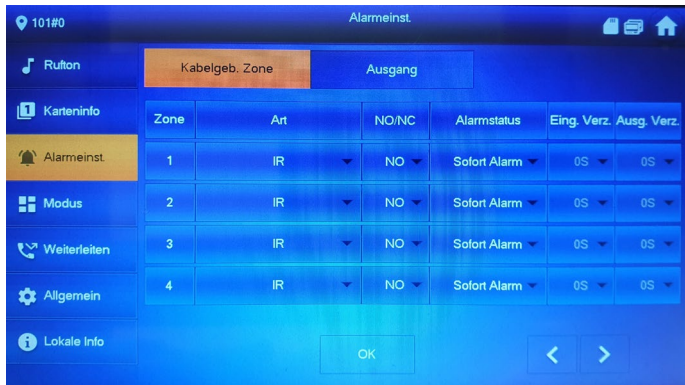 101#0
Alarmeinst.
Rufton
Karteninfo
Alarmeinst.
Modus
Weiterleiten
Allgemein
Lokale Info
Kabelgeb. Zone Ausgang
Zone Art NO/NC Alarmstatus Eing. Verz. Ausg. Verz.
1 IR NO Sofort Alarm 0S 0S
2 IR NO Sofort Alarm 0S 0S
3 IR NO Sofort Alarm 0S 0S
4 IR NO Sofort Alarm 0S 0S
OK